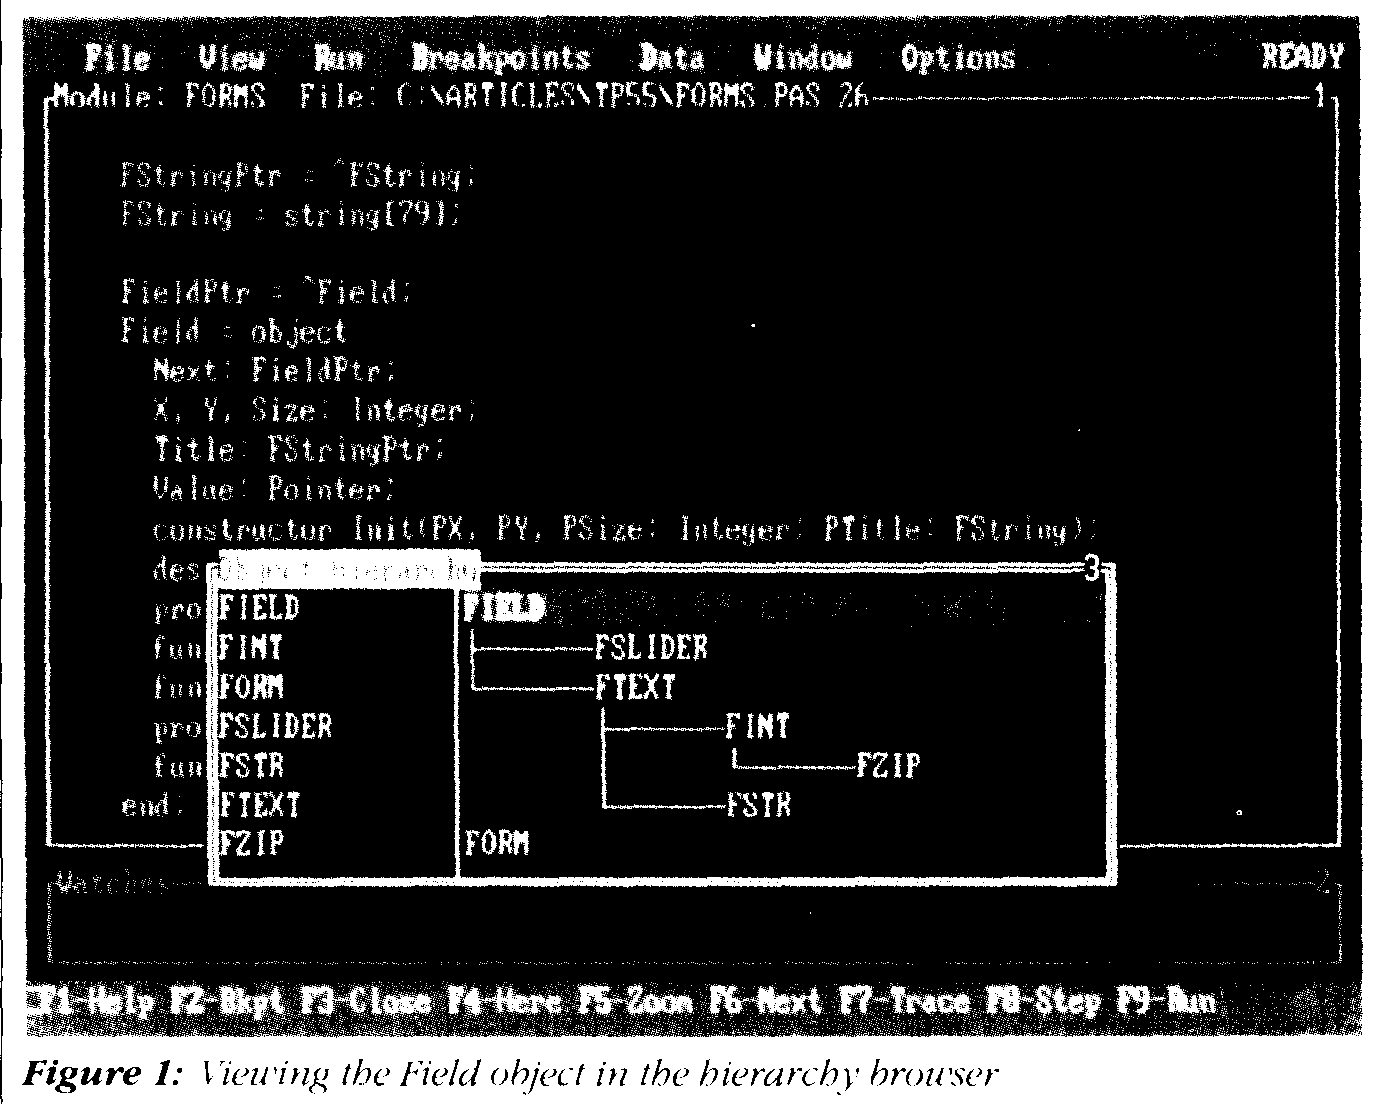 File View Run Breakpoints Data Window Options READY
Module: FORMS File: C:\ARTICLES\TP55\FORMS.PAS 26 1
FStringPtr = ^FString;
FString = string[79];
FieldPtr = ^Field;
Field = object
Next: FieldPtr;
X, Y, Size: Integer;
Title: FStringPtr;
Value: Pointer;
constructor Init(PX, PY, PSize: Integer; PTitle: FString);
des Object hierarchy 3
pro FIELD FIELD
fun FINT FSLIDER
fun FORM FTEXT
pro FSLIDER FINT
fun FSTR FZIP
end; FTEXT FSTR
FZIP FORM
Watches 2
F1-Help F2-Bkpt F3-Close F4-Here F5-Zoom F6-Next F7-Trace F8-Step F9-Run
Figure 1: Viewing the Field object in the hierarchy browser